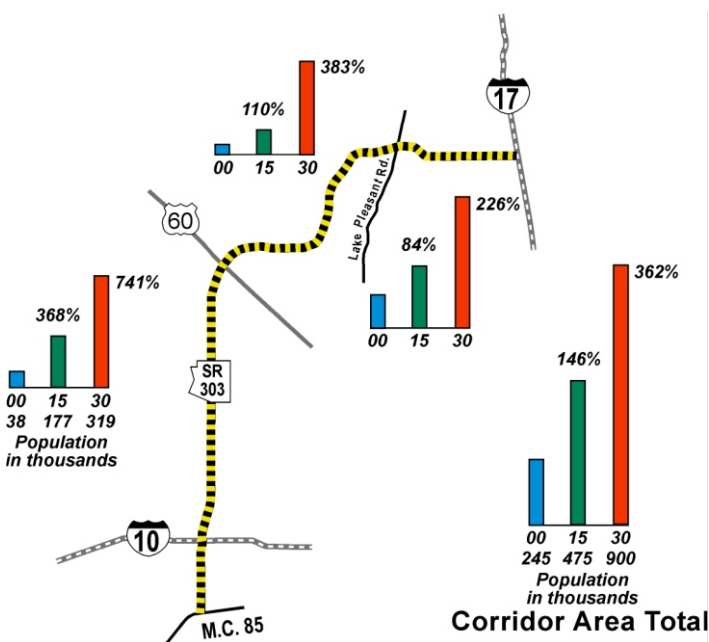 383%
110%
00 15 30
17
Lake Pleasant Rd.
60
226%
84%
00 15 30
741%
368%
00 15 30
38 177 319
Population
in thousands
SR
303
362%
146%
00 15 30
245 475 900
Population
in thousands
Corridor Area Total
10
M.C. 85